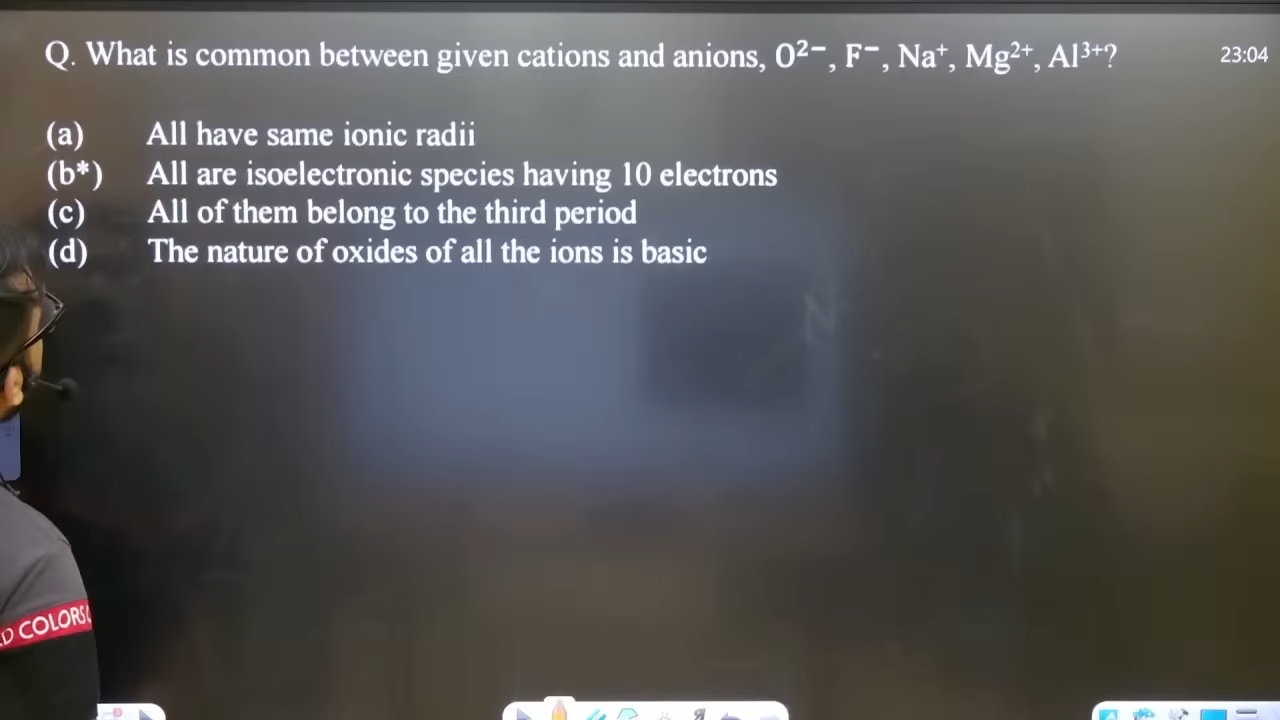 Q. What is common between given cations and anions, O²⁻, F⁻, Na⁺, Mg²⁺, Al³⁺?
23:04
(a) All have same ionic radii
(b*) All are isoelectronic species having 10 electrons
(c) All of them belong to the third period
(d) The nature of oxides of all the ions is basic
N
D COLORS